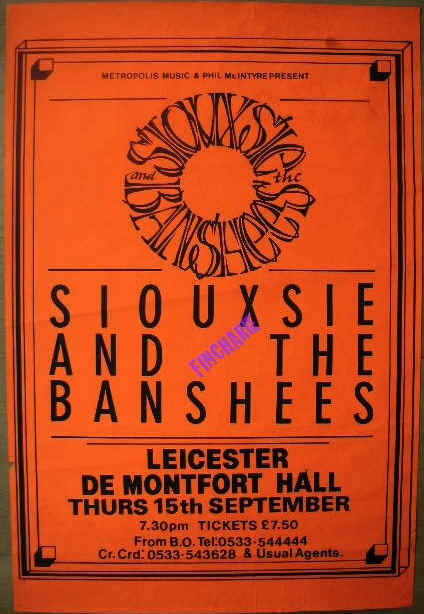 METROPOLIS MUSIC & PHIL McINTYRE PRESENT
SIOUXSIE and the BANSHEES
SIOUXSIE
AND THE
BANSHEES
FINCHARK
LEICESTER
DE MONTFORT HALL
THURS 15th SEPTEMBER
7.30pm TICKETS £7.50
From B.O. Tel:0533-544444
Cr. Crd: 0533-543628 & Usual Agents.